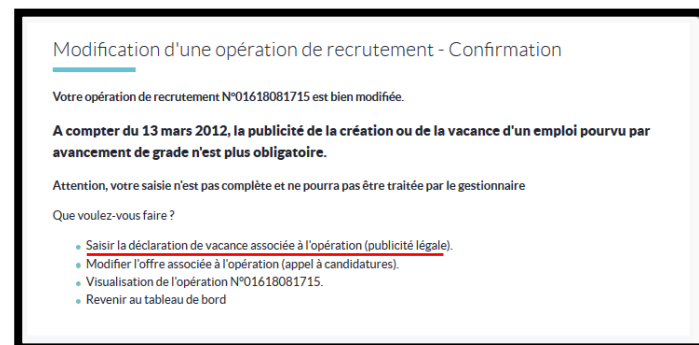 Modification d'une opération de recrutement - Confirmation
Votre opération de recrutement N°01618081715 est bien modifiée.
A compter du 13 mars 2012, la publicité de la création ou de la vacance d'un emploi pourvu par
avancement de grade n'est plus obligatoire.
Attention, votre saisie n'est pas complète et ne pourra pas être traitée par le gestionnaire
Que voulez-vous faire ?
Saisir la déclaration de vacance associée à l'opération (publicité légale).
Modifier l'offre associée à l'opération (appel à candidatures).
Visualisation de l'opération N°01618081715.
Revenir au tableau de bord